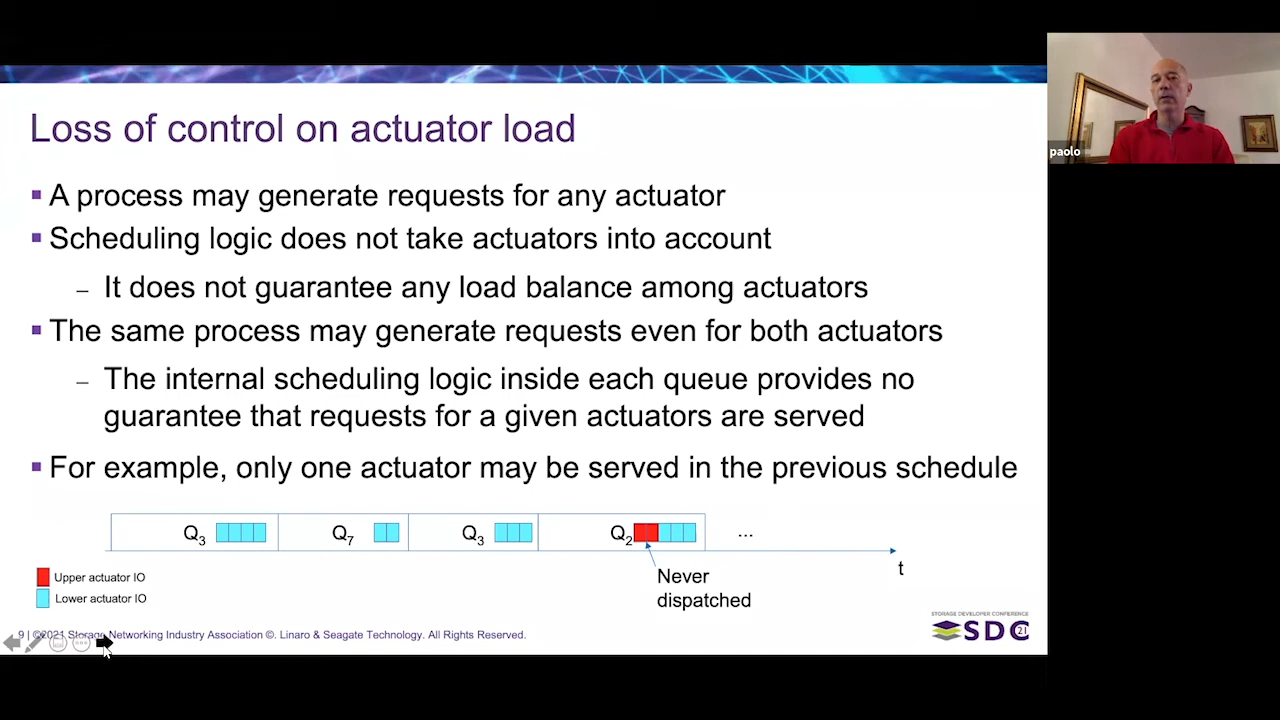 Loss of control on actuator load
paolo
▪ A process may generate requests for any actuator
▪ Scheduling logic does not take actuators into account
– It does not guarantee any load balance among actuators
▪ The same process may generate requests even for both actuators
– The internal scheduling logic inside each queue provides no
guarantee that requests for a given actuators are served
▪ For example, only one actuator may be served in the previous schedule
Q3 Q7 Q3 Q2 ...
t
Never
dispatched
Upper actuator IO
Lower actuator IO
STORAGE DEVELOPER CONFERENCE
SDC 21
9 | ©2021 Storage Networking Industry Association ©. Linaro & Seagate Technology. All Rights Reserved.